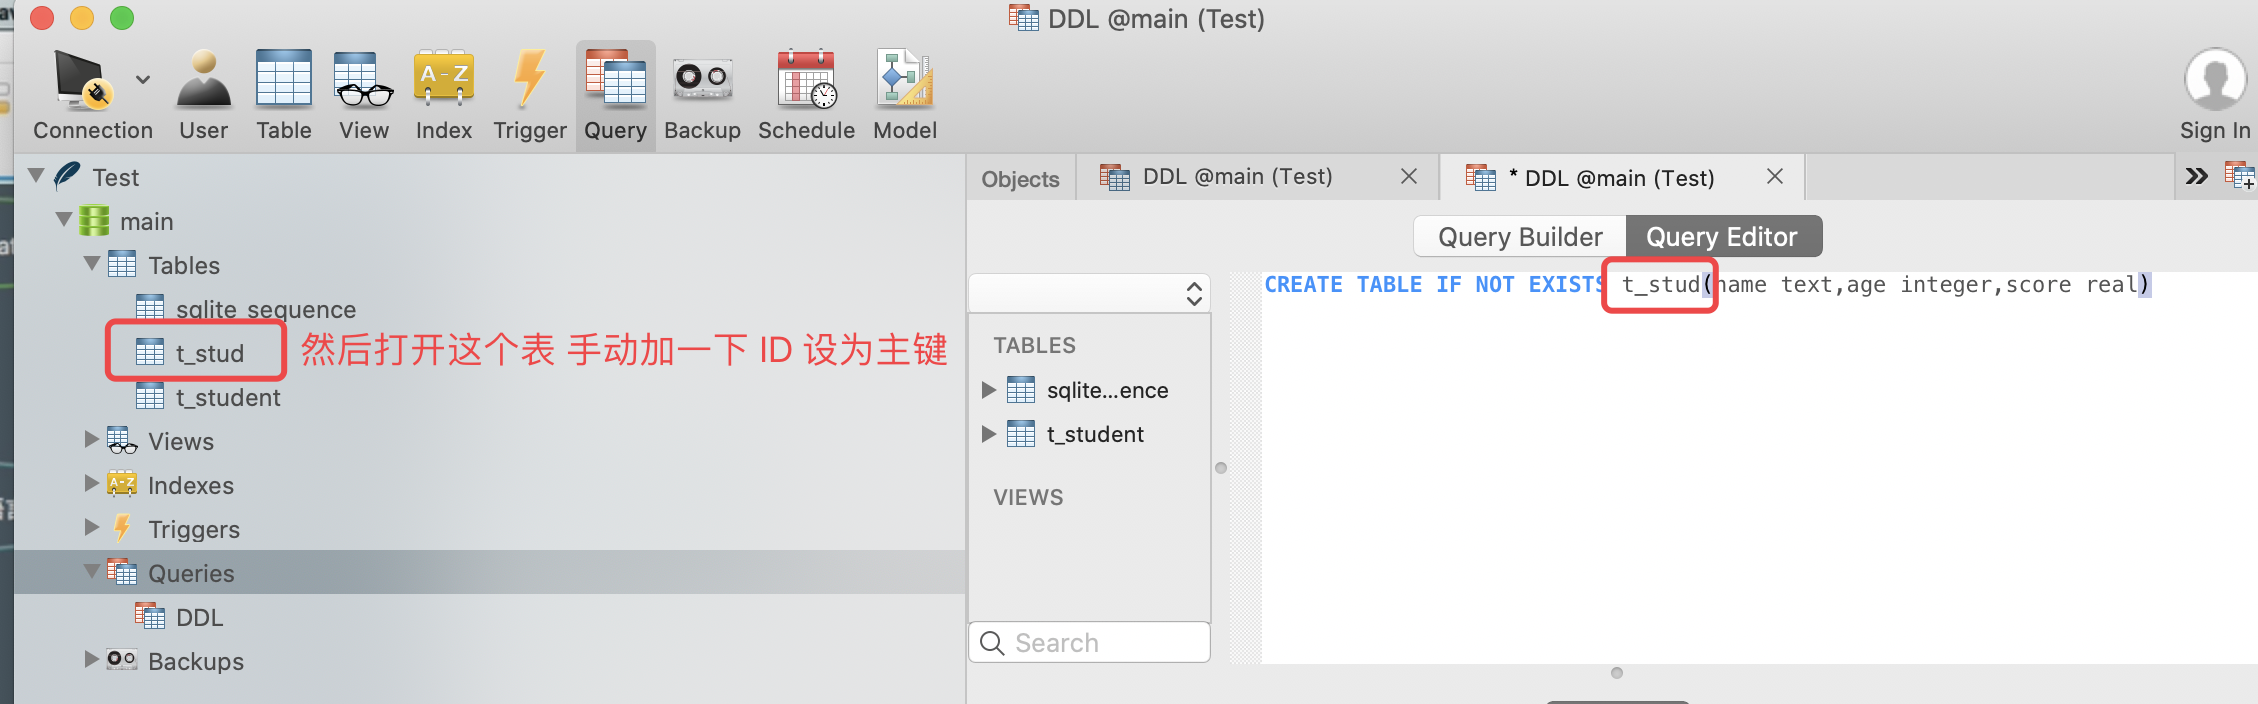 DDL @main (Test)
Connection User Table View Index Trigger Query Backup Schedule Model Sign In
Objects DDL @main (Test) * DDL @main (Test)
Query Builder Query Editor
Test
main
Tables
sqlite_sequence
t_stud 然后打开这个表 手动加一下 ID 设为主键
t_student
Views
Indexes
Triggers
Queries
DDL
Backups
CREATE TABLE IF NOT EXISTS t_stud(name text,age integer,score real)
TABLES
sqlite...ence
t_student
VIEWS
Search